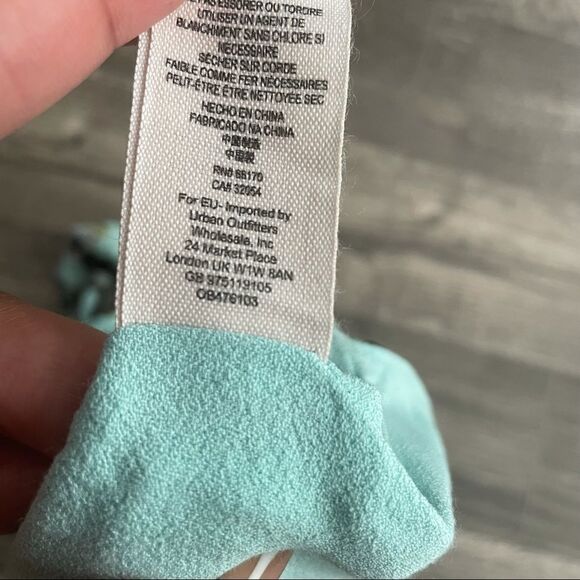 ESSORER OU TORDRE
UTILISER UN AGENT DE
BLANCHIMENT SANS CHLORE SI
NÉCESSAIRE
SÉCHER SUR CORDE
FAIBLE COMME FER NÉCESSAIRES
PEUT-ÊTRE ÊTRE NETTOYÉE SEC
HECHO EN CHINA
FABRICADO NA CHINA
中国制造
中国製
RN# 66170
CA# 32054
For EU- Imported by
Urban Outfitters
Wholesale, Inc
24 Market Place
London UK W1W 8AN
GB 975119105
OB476103